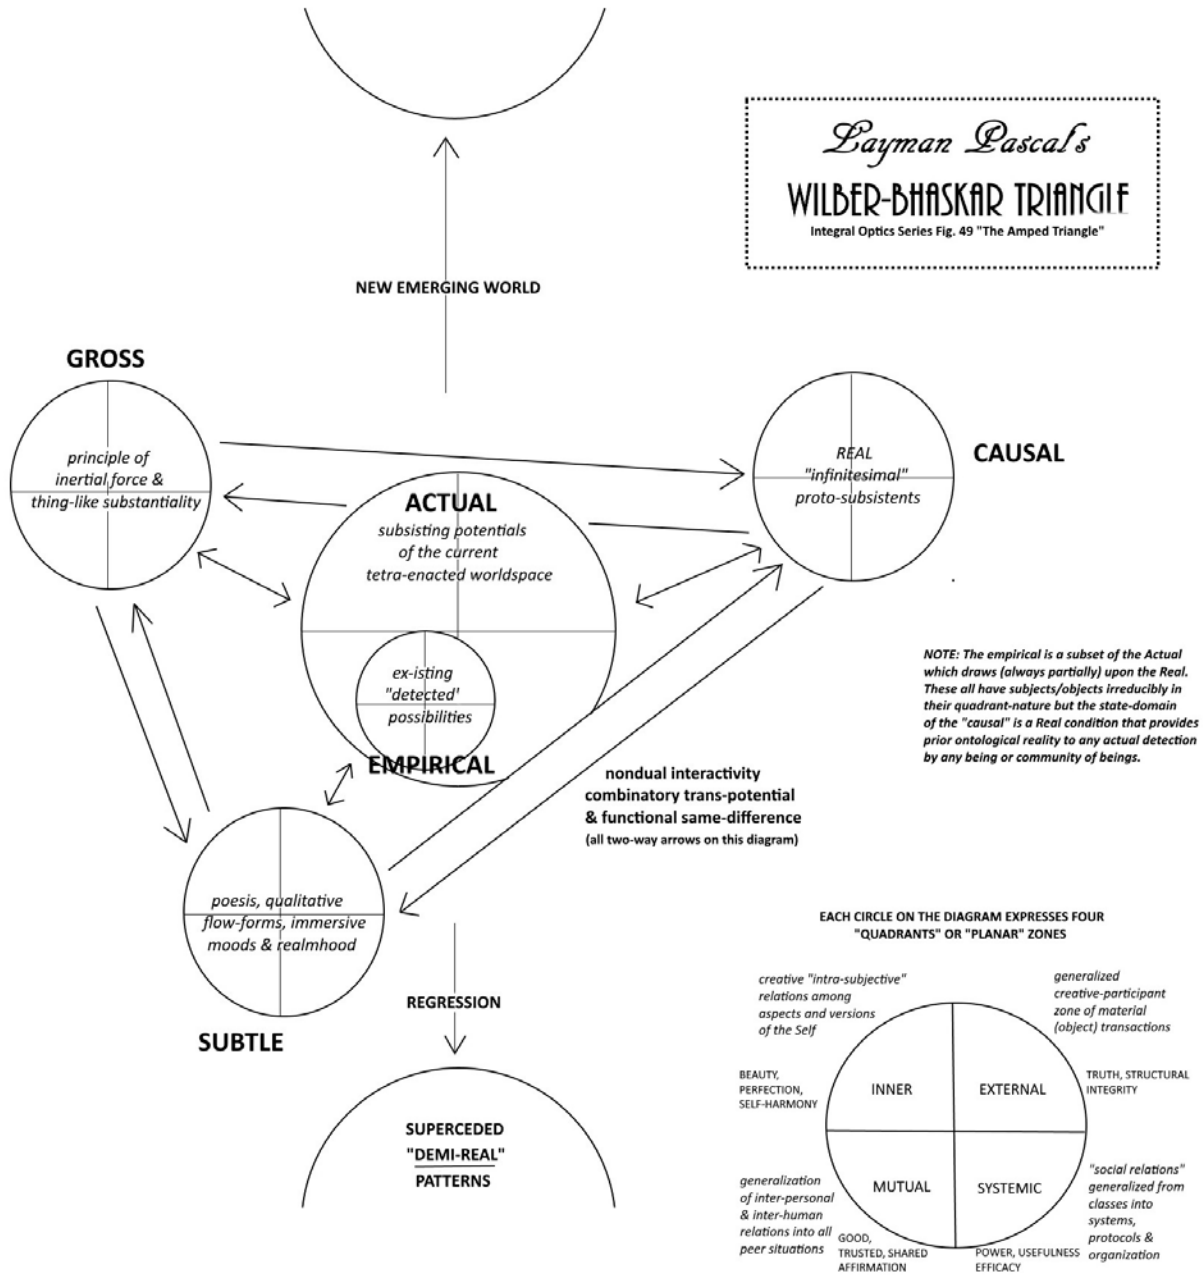 Layman Pascal's
WILBER-BHASKAR TRIANGLE
Integral Optics Series Fig. 49 "The Amped Triangle"
NEW EMERGING WORLD
GROSS
principle of
inertial force &
thing-like substantiality
CAUSAL
REAL
"infinitesimal"
proto-subsistents
ACTUAL
subsisting potentials
of the current
tetra-enacted worldspace
ex-isting
"detected'
possibilities
EMPIRICAL
NOTE: The empirical is a subset of the Actual
which draws (always partially) upon the Real.
These all have subjects/objects irreducibly in
their quadrant-nature but the state-domain
of the "causal" is a Real condition that provides
prior ontological reality to any actual detection
by any being or community of beings.
nondual interactivity
combinatory trans-potential
& functional same-difference
(all two-way arrows on this diagram)
poesis, qualitative
flow-forms, immersive
moods & realmhood
SUBTLE
REGRESSION
SUPERCEDED
"DEMI-REAL"
PATTERNS
EACH CIRCLE ON THE DIAGRAM EXPRESSES FOUR
"QUADRANTS" OR "PLANAR" ZONES
creative "intra-subjective"
relations among
aspects and versions
of the Self
generalized
creative-participant
zone of material
(object) transactions
BEAUTY,
PERFECTION,
SELF-HARMONY
INNER
EXTERNAL
TRUTH, STRUCTURAL
INTEGRITY
generalization
of inter-personal
& inter-human
relations into all
peer situations
MUTUAL
SYSTEMIC
"social relations"
generalized from
classes into
systems,
protocols &
organization
GOOD,
TRUSTED, SHARED
AFFIRMATION
POWER, USEFULNESS
EFFICACY